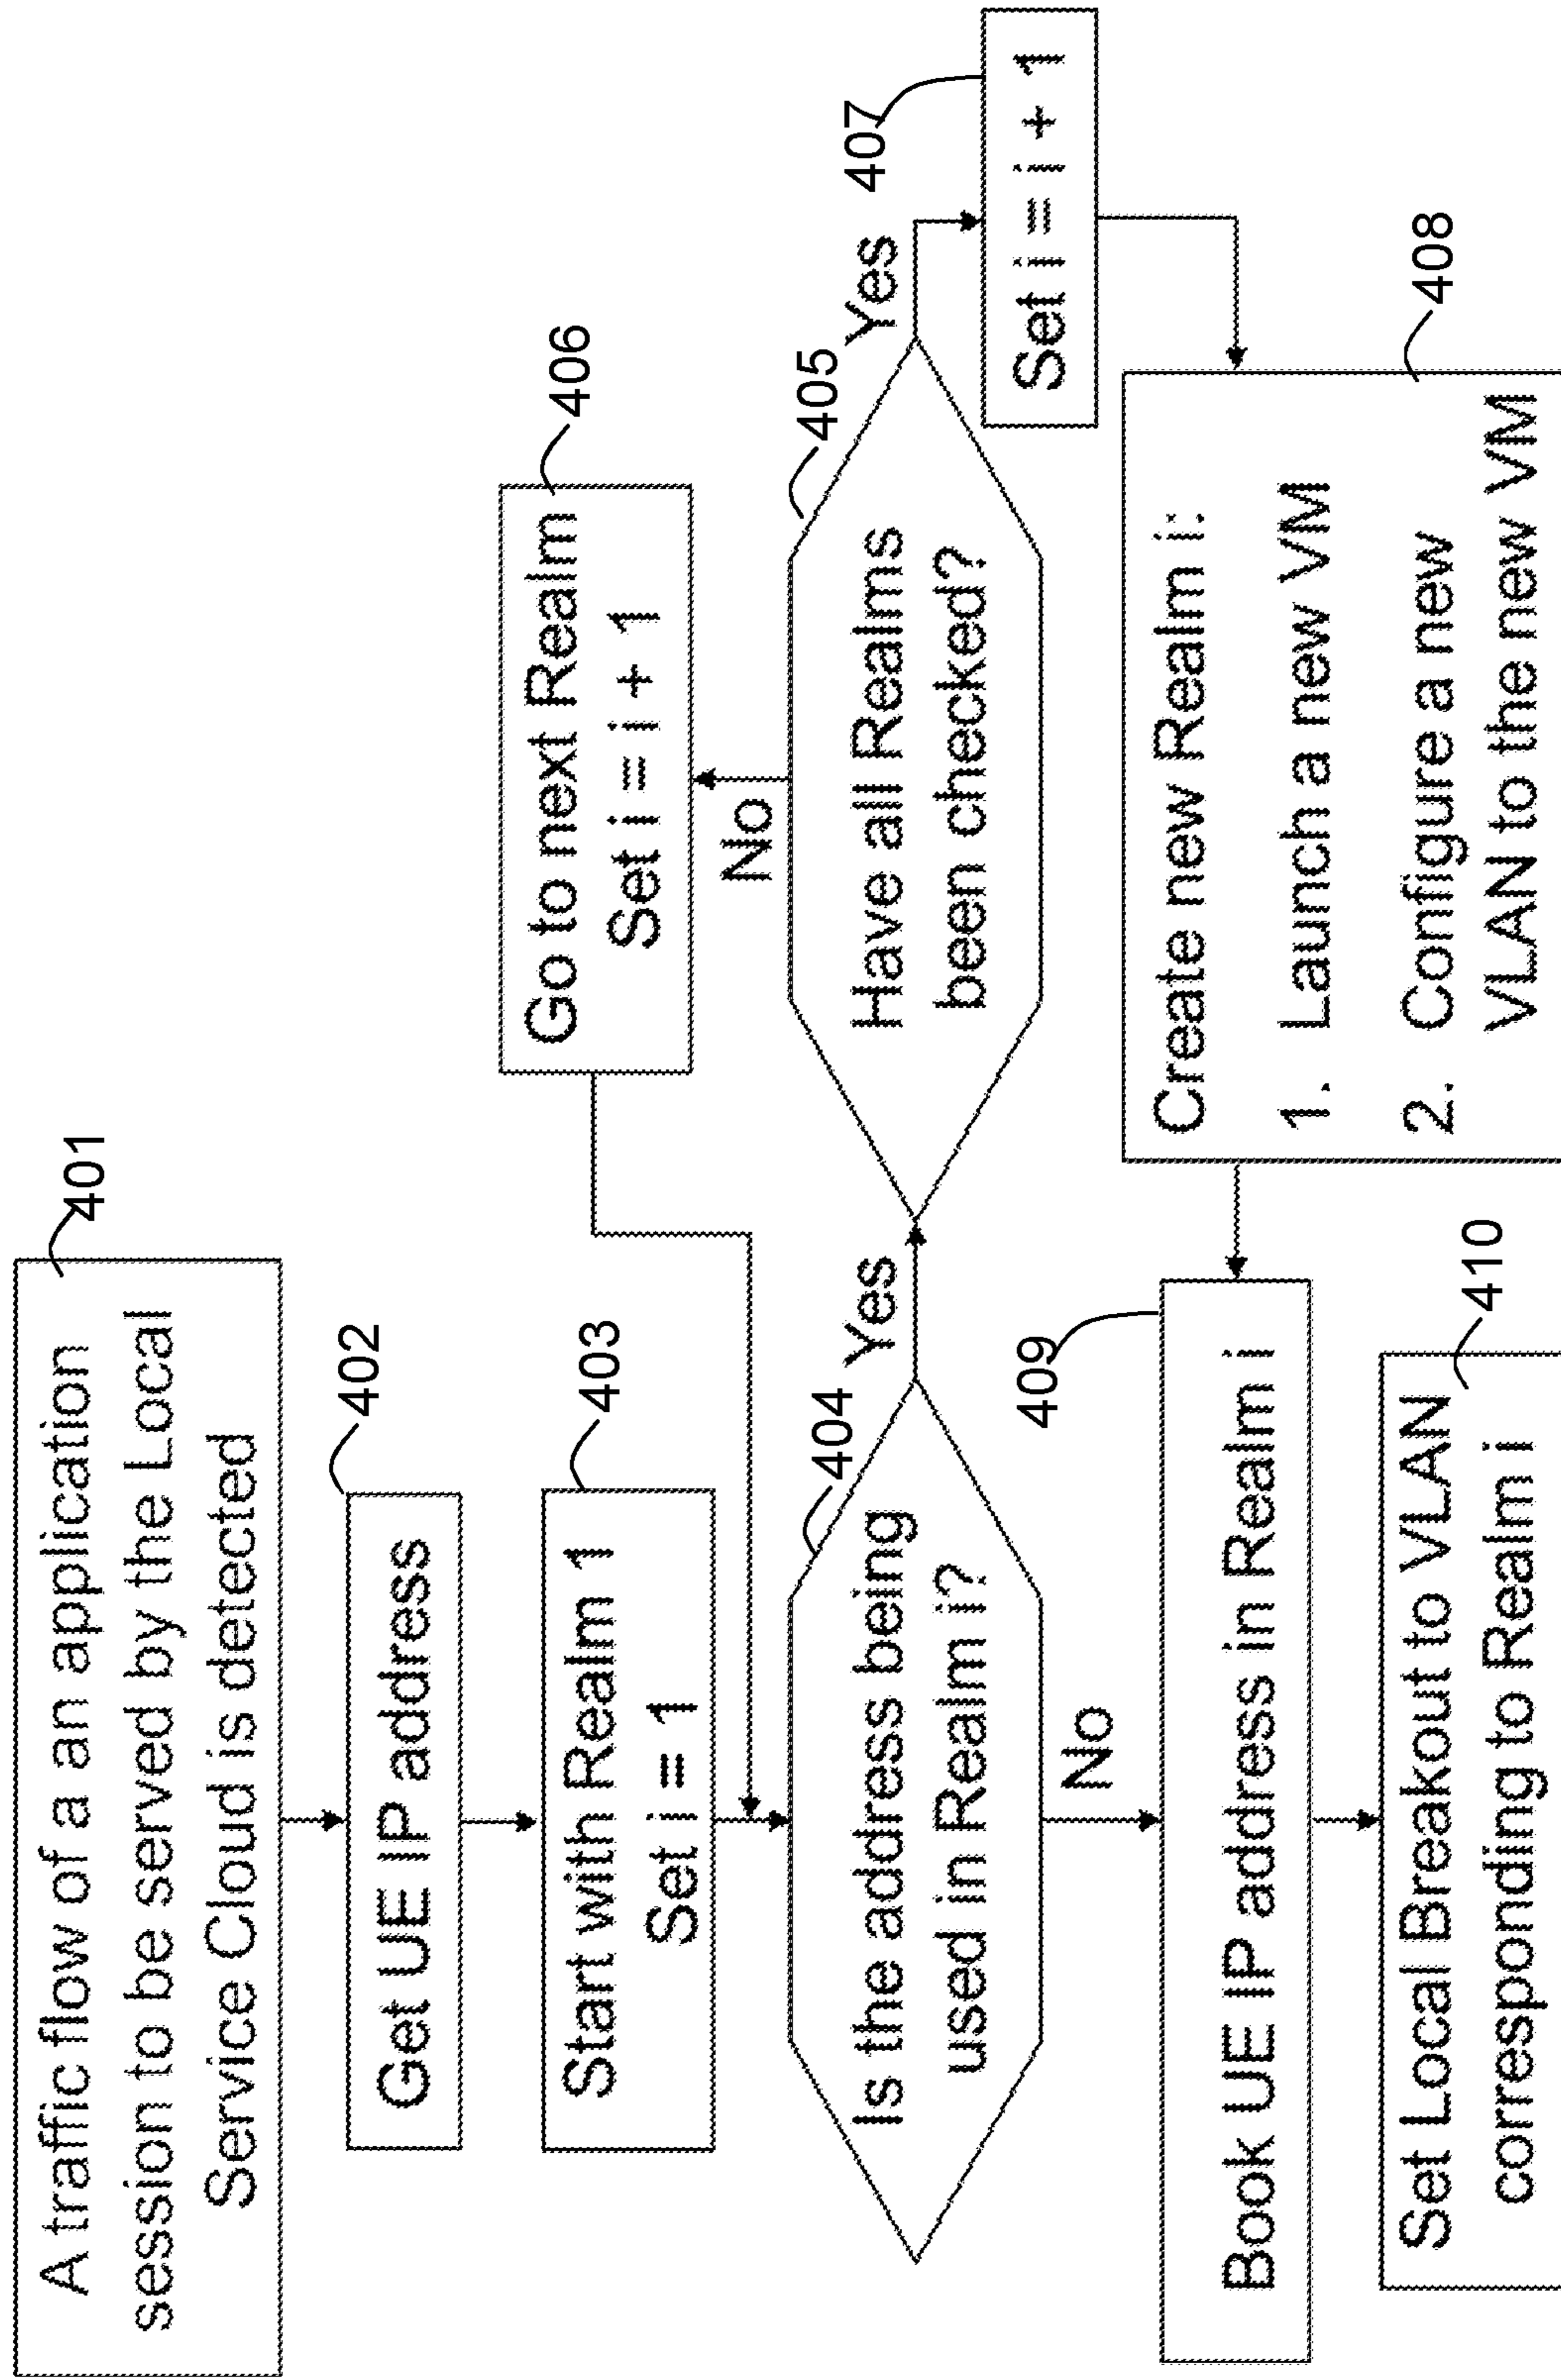 A traffic flow of a an application
session to be served by the Local
Service Cloud is detected
401
Get UE IP address
402
Start with Realm 1
Set i = 1
403
Is the address being
used in Realm i?
404
Yes
No
Have all Realms
been checked?
405
No
Yes
Go to next Realm
Set i = i + 1
406
Set i = i + 1
407
Create new Realm i:
1. Launch a new VM
2. Configure a new
VLAN to the new VM
408
Book UE IP address in Realm i
409
Set Local Breakout to VLAN
corresponding to Realm i
410